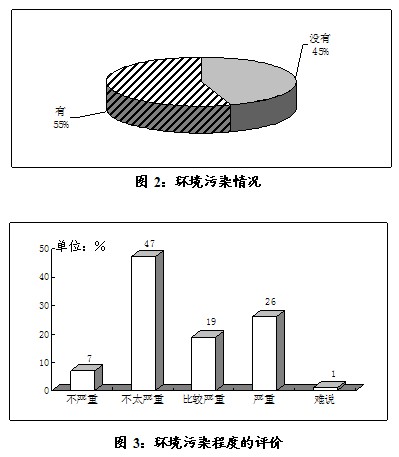 没有
45%
有
55%
图 2：环境污染情况
单位：%
50
40
30
20
10
0
7
47
19
26
1
不严重
不太严重
比较严重
严重
难说
图 3：环境污染程度的评价